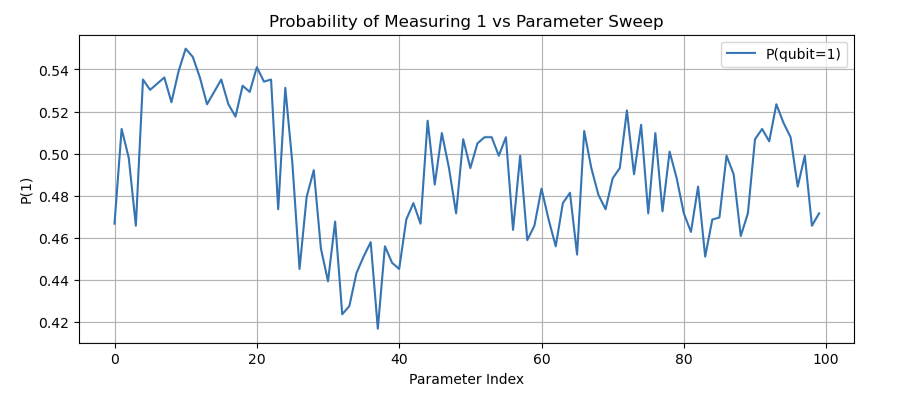 Probability of Measuring 1 vs Parameter Sweep
P(qubit=1)
P(1)
0.54
0.52
0.50
0.48
0.46
0.44
0.42
0 20 40 60 80 100
Parameter Index